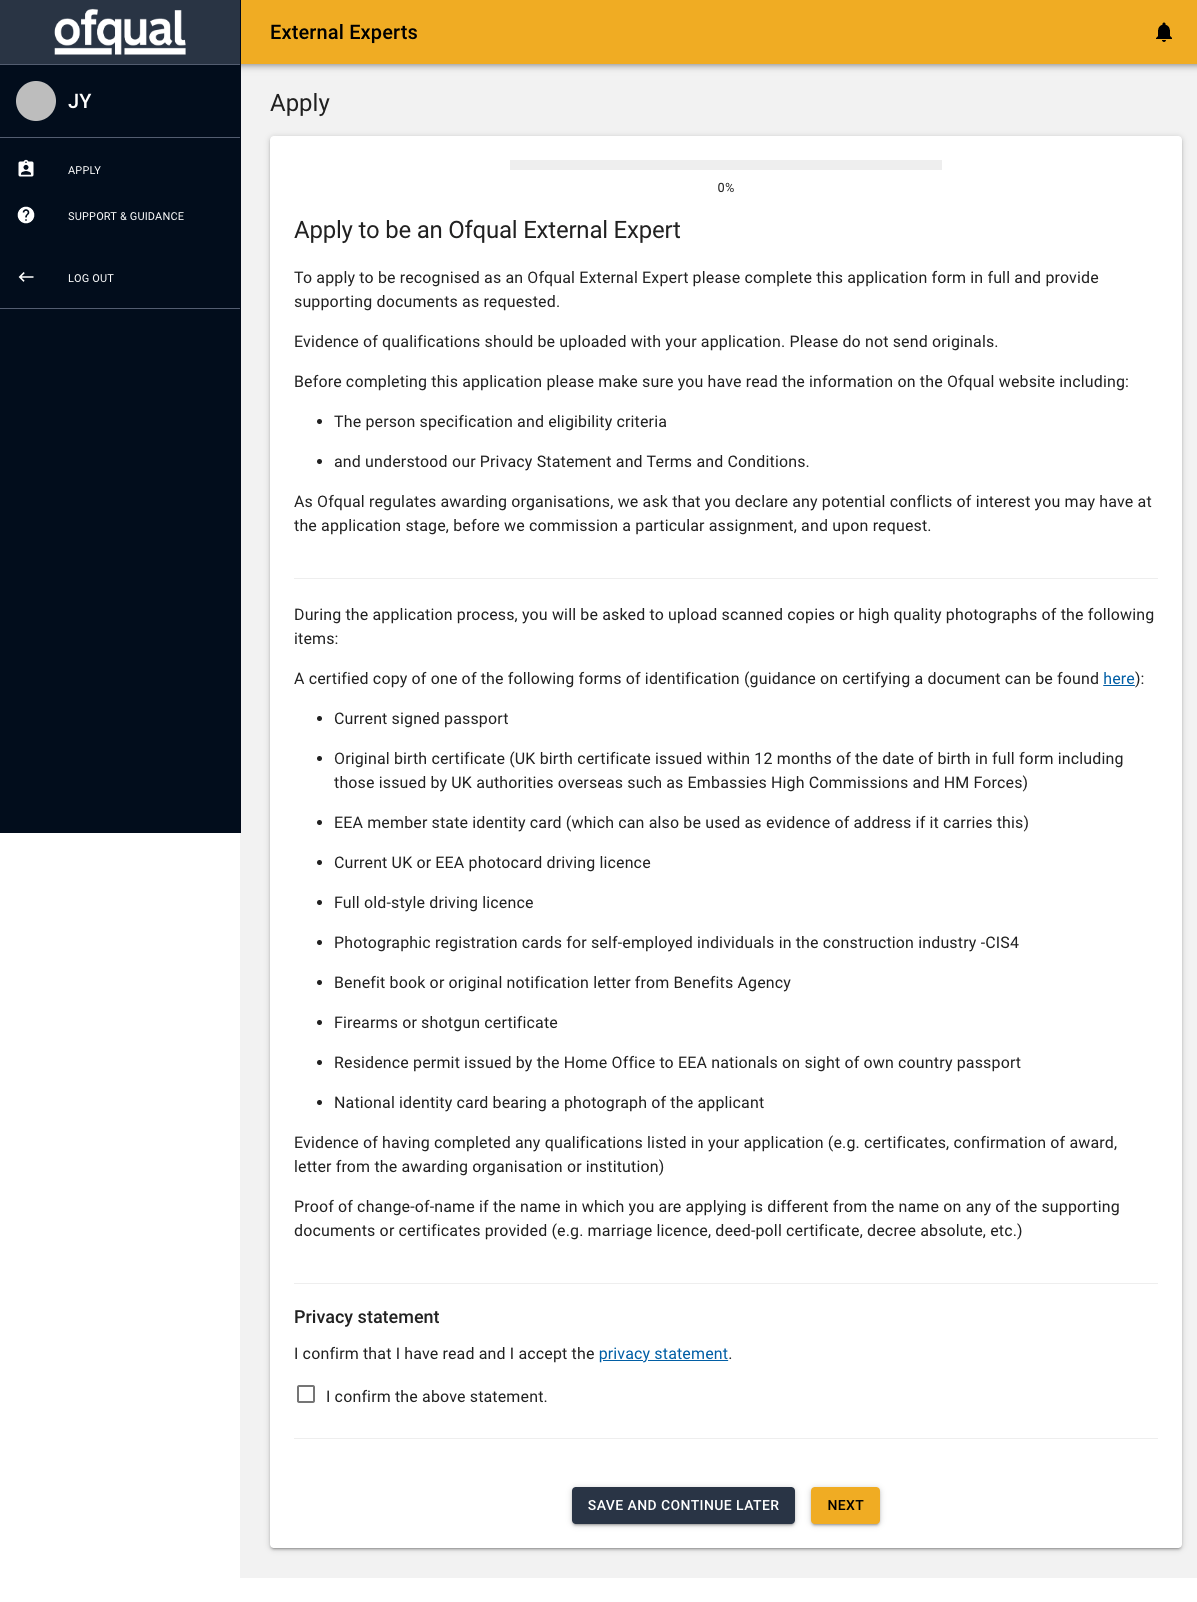 ofqual
External Experts
JY
APPLY
SUPPORT & GUIDANCE
LOG OUT
Apply
0%
Apply to be an Ofqual External Expert
To apply to be recognised as an Ofqual External Expert please complete this application form in full and provide
supporting documents as requested.
Evidence of qualifications should be uploaded with your application. Please do not send originals.
Before completing this application please make sure you have read the information on the Ofqual website including:
• The person specification and eligibility criteria
• and understood our Privacy Statement and Terms and Conditions.
As Ofqual regulates awarding organisations, we ask that you declare any potential conflicts of interest you may have at
the application stage, before we commission a particular assignment, and upon request.
During the application process, you will be asked to upload scanned copies or high quality photographs of the following
items:
A certified copy of one of the following forms of identification (guidance on certifying a document can be found here):
• Current signed passport
• Original birth certificate (UK birth certificate issued within 12 months of the date of birth in full form including
those issued by UK authorities overseas such as Embassies High Commissions and HM Forces)
• EEA member state identity card (which can also be used as evidence of address if it carries this)
• Current UK or EEA photocard driving licence
• Full old-style driving licence
• Photographic registration cards for self-employed individuals in the construction industry -CIS4
• Benefit book or original notification letter from Benefits Agency
• Firearms or shotgun certificate
• Residence permit issued by the Home Office to EEA nationals on sight of own country passport
• National identity card bearing a photograph of the applicant
Evidence of having completed any qualifications listed in your application (e.g. certificates, confirmation of award,
letter from the awarding organisation or institution)
Proof of change-of-name if the name in which you are applying is different from the name on any of the supporting
documents or certificates provided (e.g. marriage licence, deed-poll certificate, decree absolute, etc.)
Privacy statement
I confirm that I have read and I accept the privacy statement.
I confirm the above statement.
SAVE AND CONTINUE LATER
NEXT